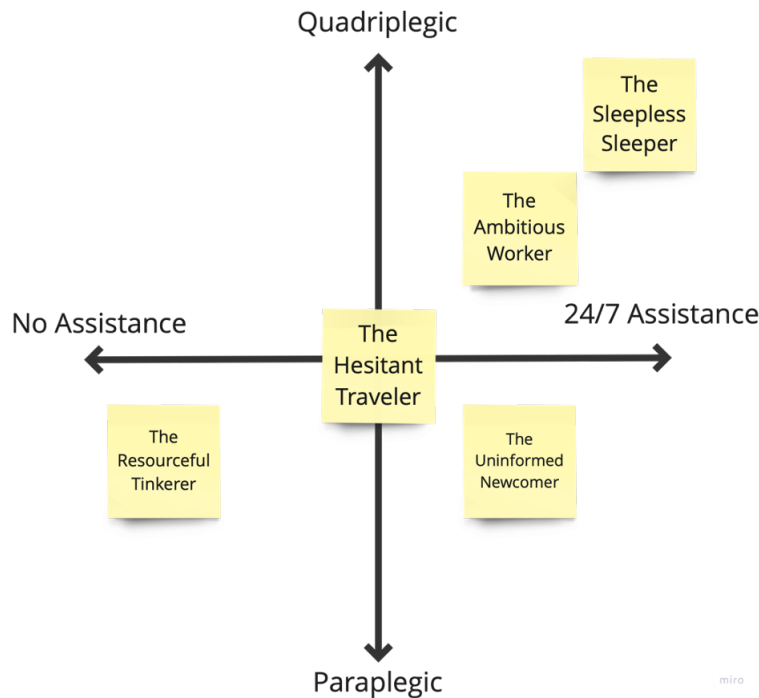 Quadriplegic
The
Sleepless
Sleeper
The
Ambitious
Worker
No Assistance
24/7 Assistance
The
Hesitant
Traveler
The
Resourceful
Tinkerer
The
Uninformed
Newcomer
Paraplegic
miro